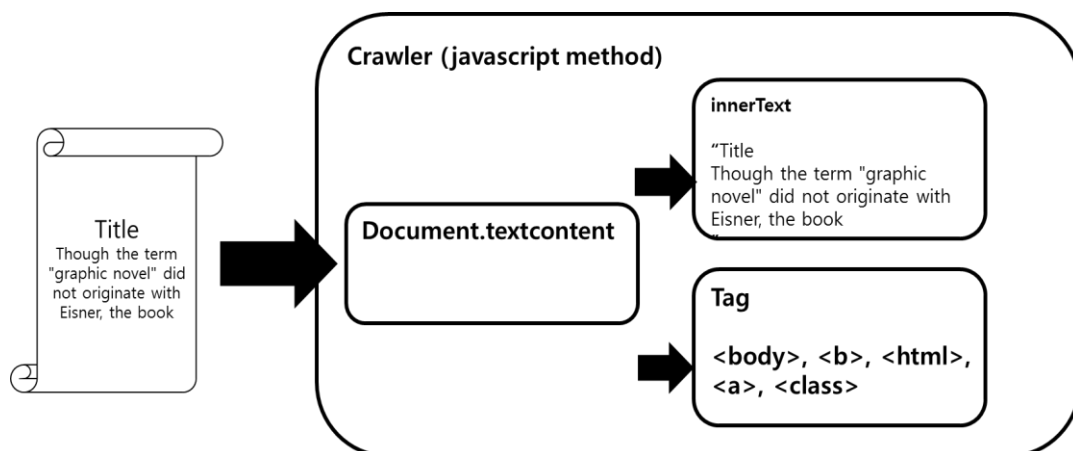 Crawler (javascript method)
Title
Though the term
"graphic novel" did
not originate with
Eisner, the book
Document.textcontent
innerText
“Title
Though the term "graphic
novel" did not originate with
Eisner, the book
”
Tag
<body>, <b>, <html>,
<a>, <class>